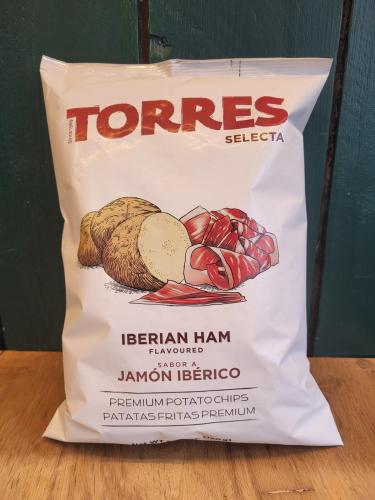 TORRES
SELECTA
IBERIAN HAM
FLAVOURED
SABOR A
JAMÓN IBÉRICO
PREMIUM POTATO CHIPS
PATATAS FRITAS PREMIUM